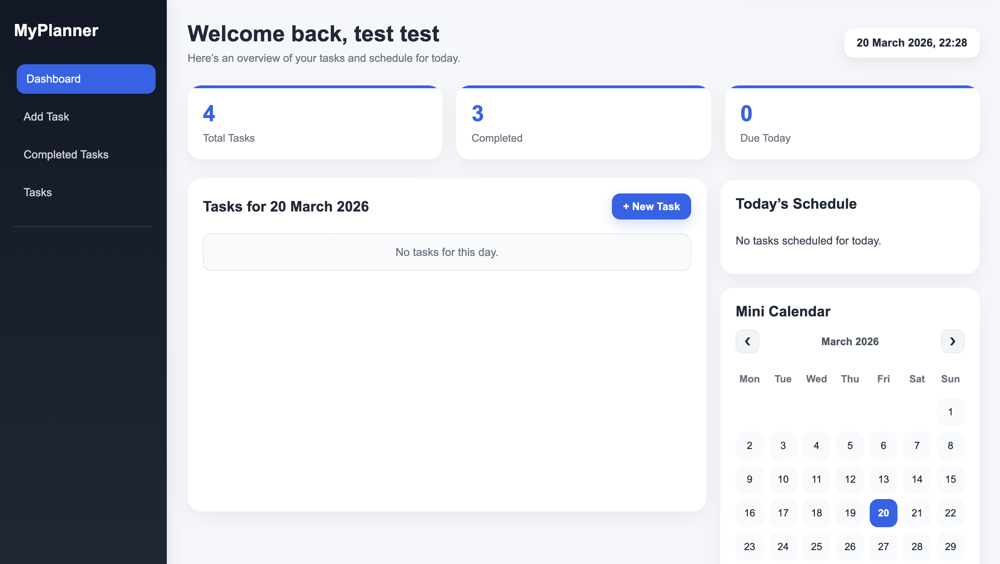 MyPlanner
Dashboard
Add Task
Completed Tasks
Tasks
Welcome back, test test
Here’s an overview of your tasks and schedule for today.
20 March 2026, 22:28
4
Total Tasks
3
Completed
0
Due Today
Tasks for 20 March 2026
+ New Task
No tasks for this day.
Today’s Schedule
No tasks scheduled for today.
Mini Calendar
❮ March 2026 ❯
Mon Tue Wed Thu Fri Sat Sun
1
2 3 4 5 6 7 8
9 10 11 12 13 14 15
16 17 18 19 20 21 22
23 24 25 26 27 28 29